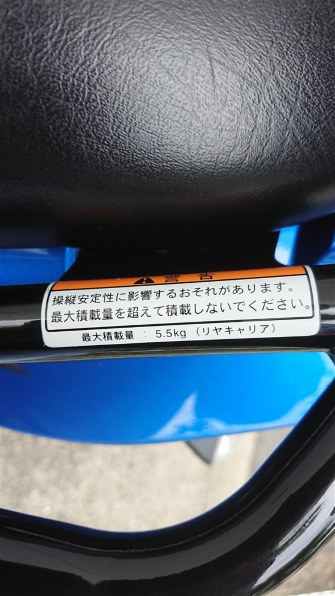 警告
操縦安定性に影響するおそれがあります。
最大積載量を超えて積載しないでください。
最大積載量 : 5.5kg (リヤキャリア)